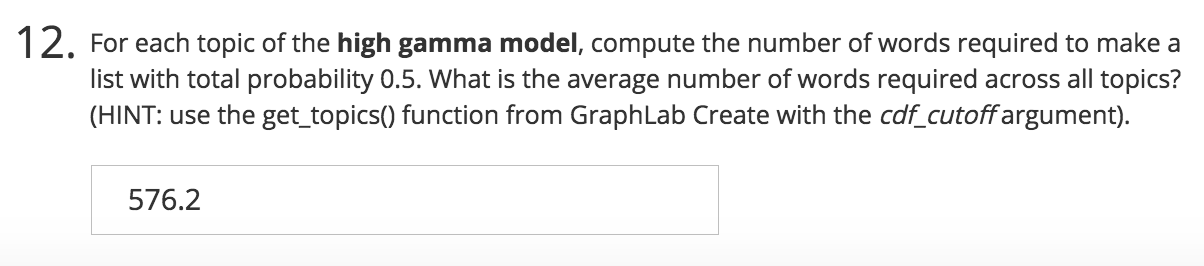 12. For each topic of the high gamma model, compute the number of words required to make a
list with total probability 0.5. What is the average number of words required across all topics?
(HINT: use the get_topics() function from GraphLab Create with the cdf_cutoff argument).
576.2